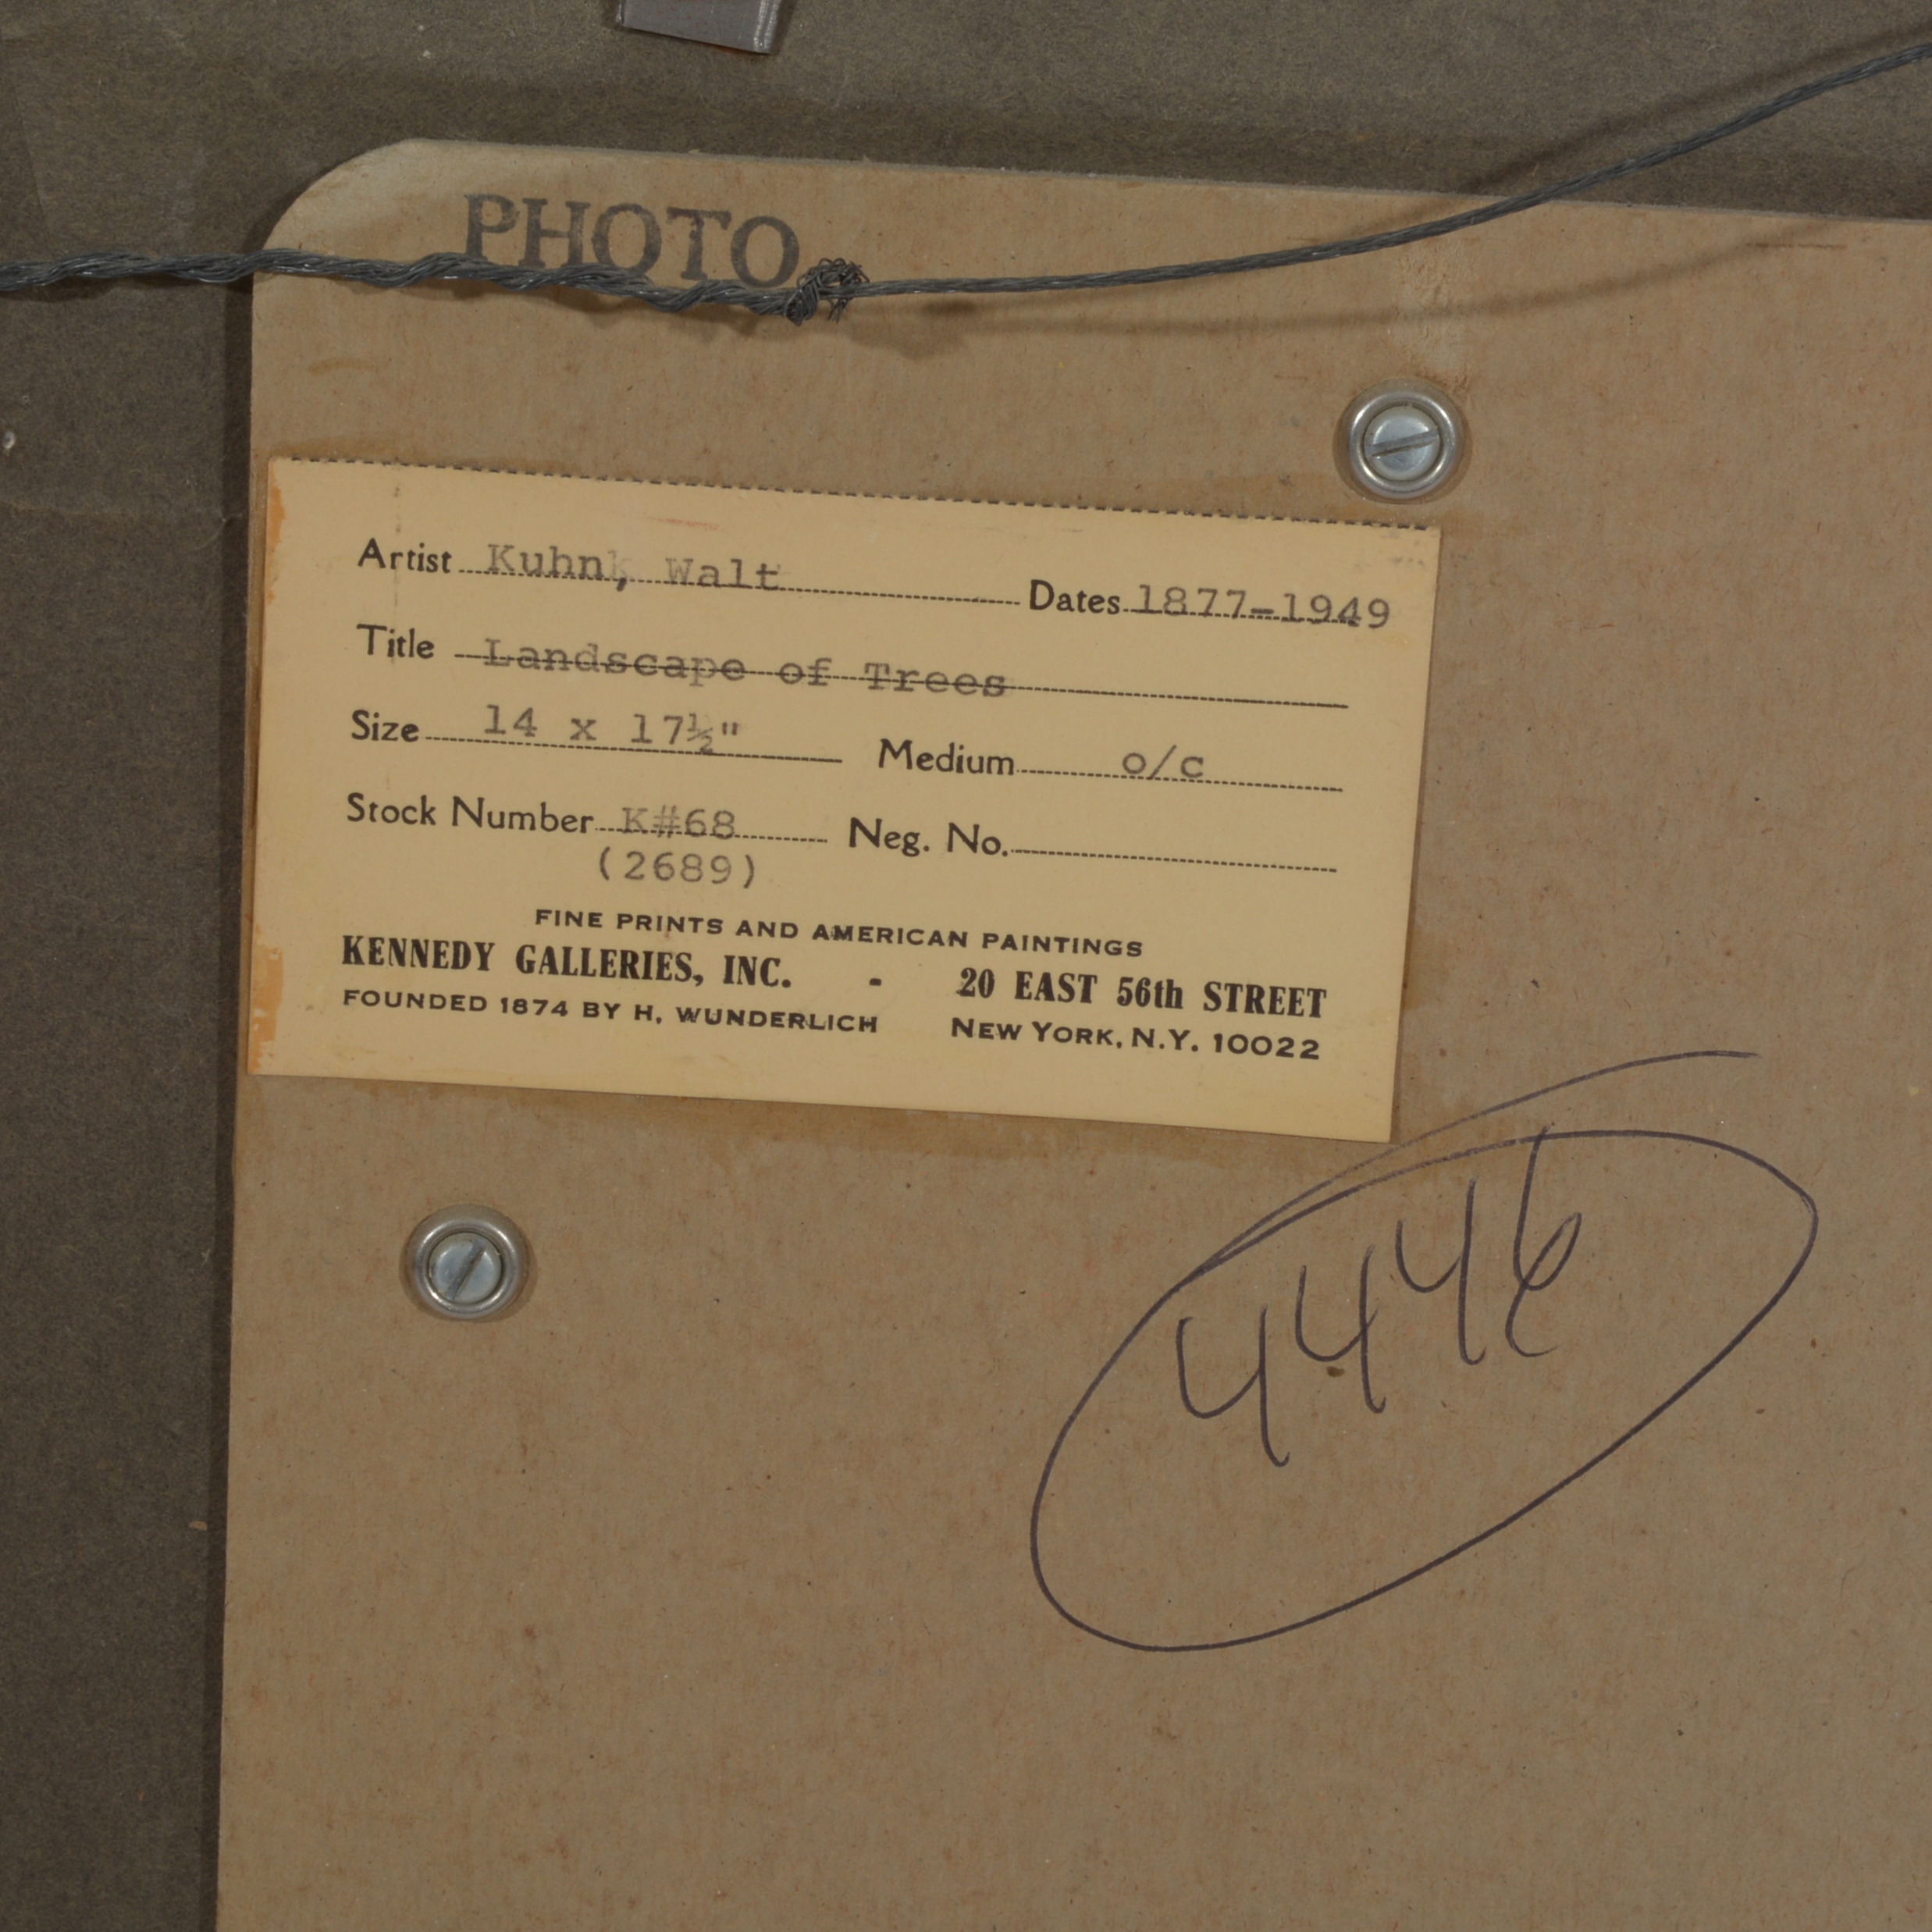 PHOTO
Artist Kuhn, Walt Dates 1877-1949
Title Landscape of Trees
Size 14 x 17½" Medium o/c
Stock Number K#68 Neg. No.
(2689)
FINE PRINTS AND AMERICAN PAINTINGS
KENNEDY GALLERIES, INC. - 20 EAST 56th STREET
FOUNDED 1874 BY H. WUNDERLICH NEW YORK, N.Y. 10022
4446